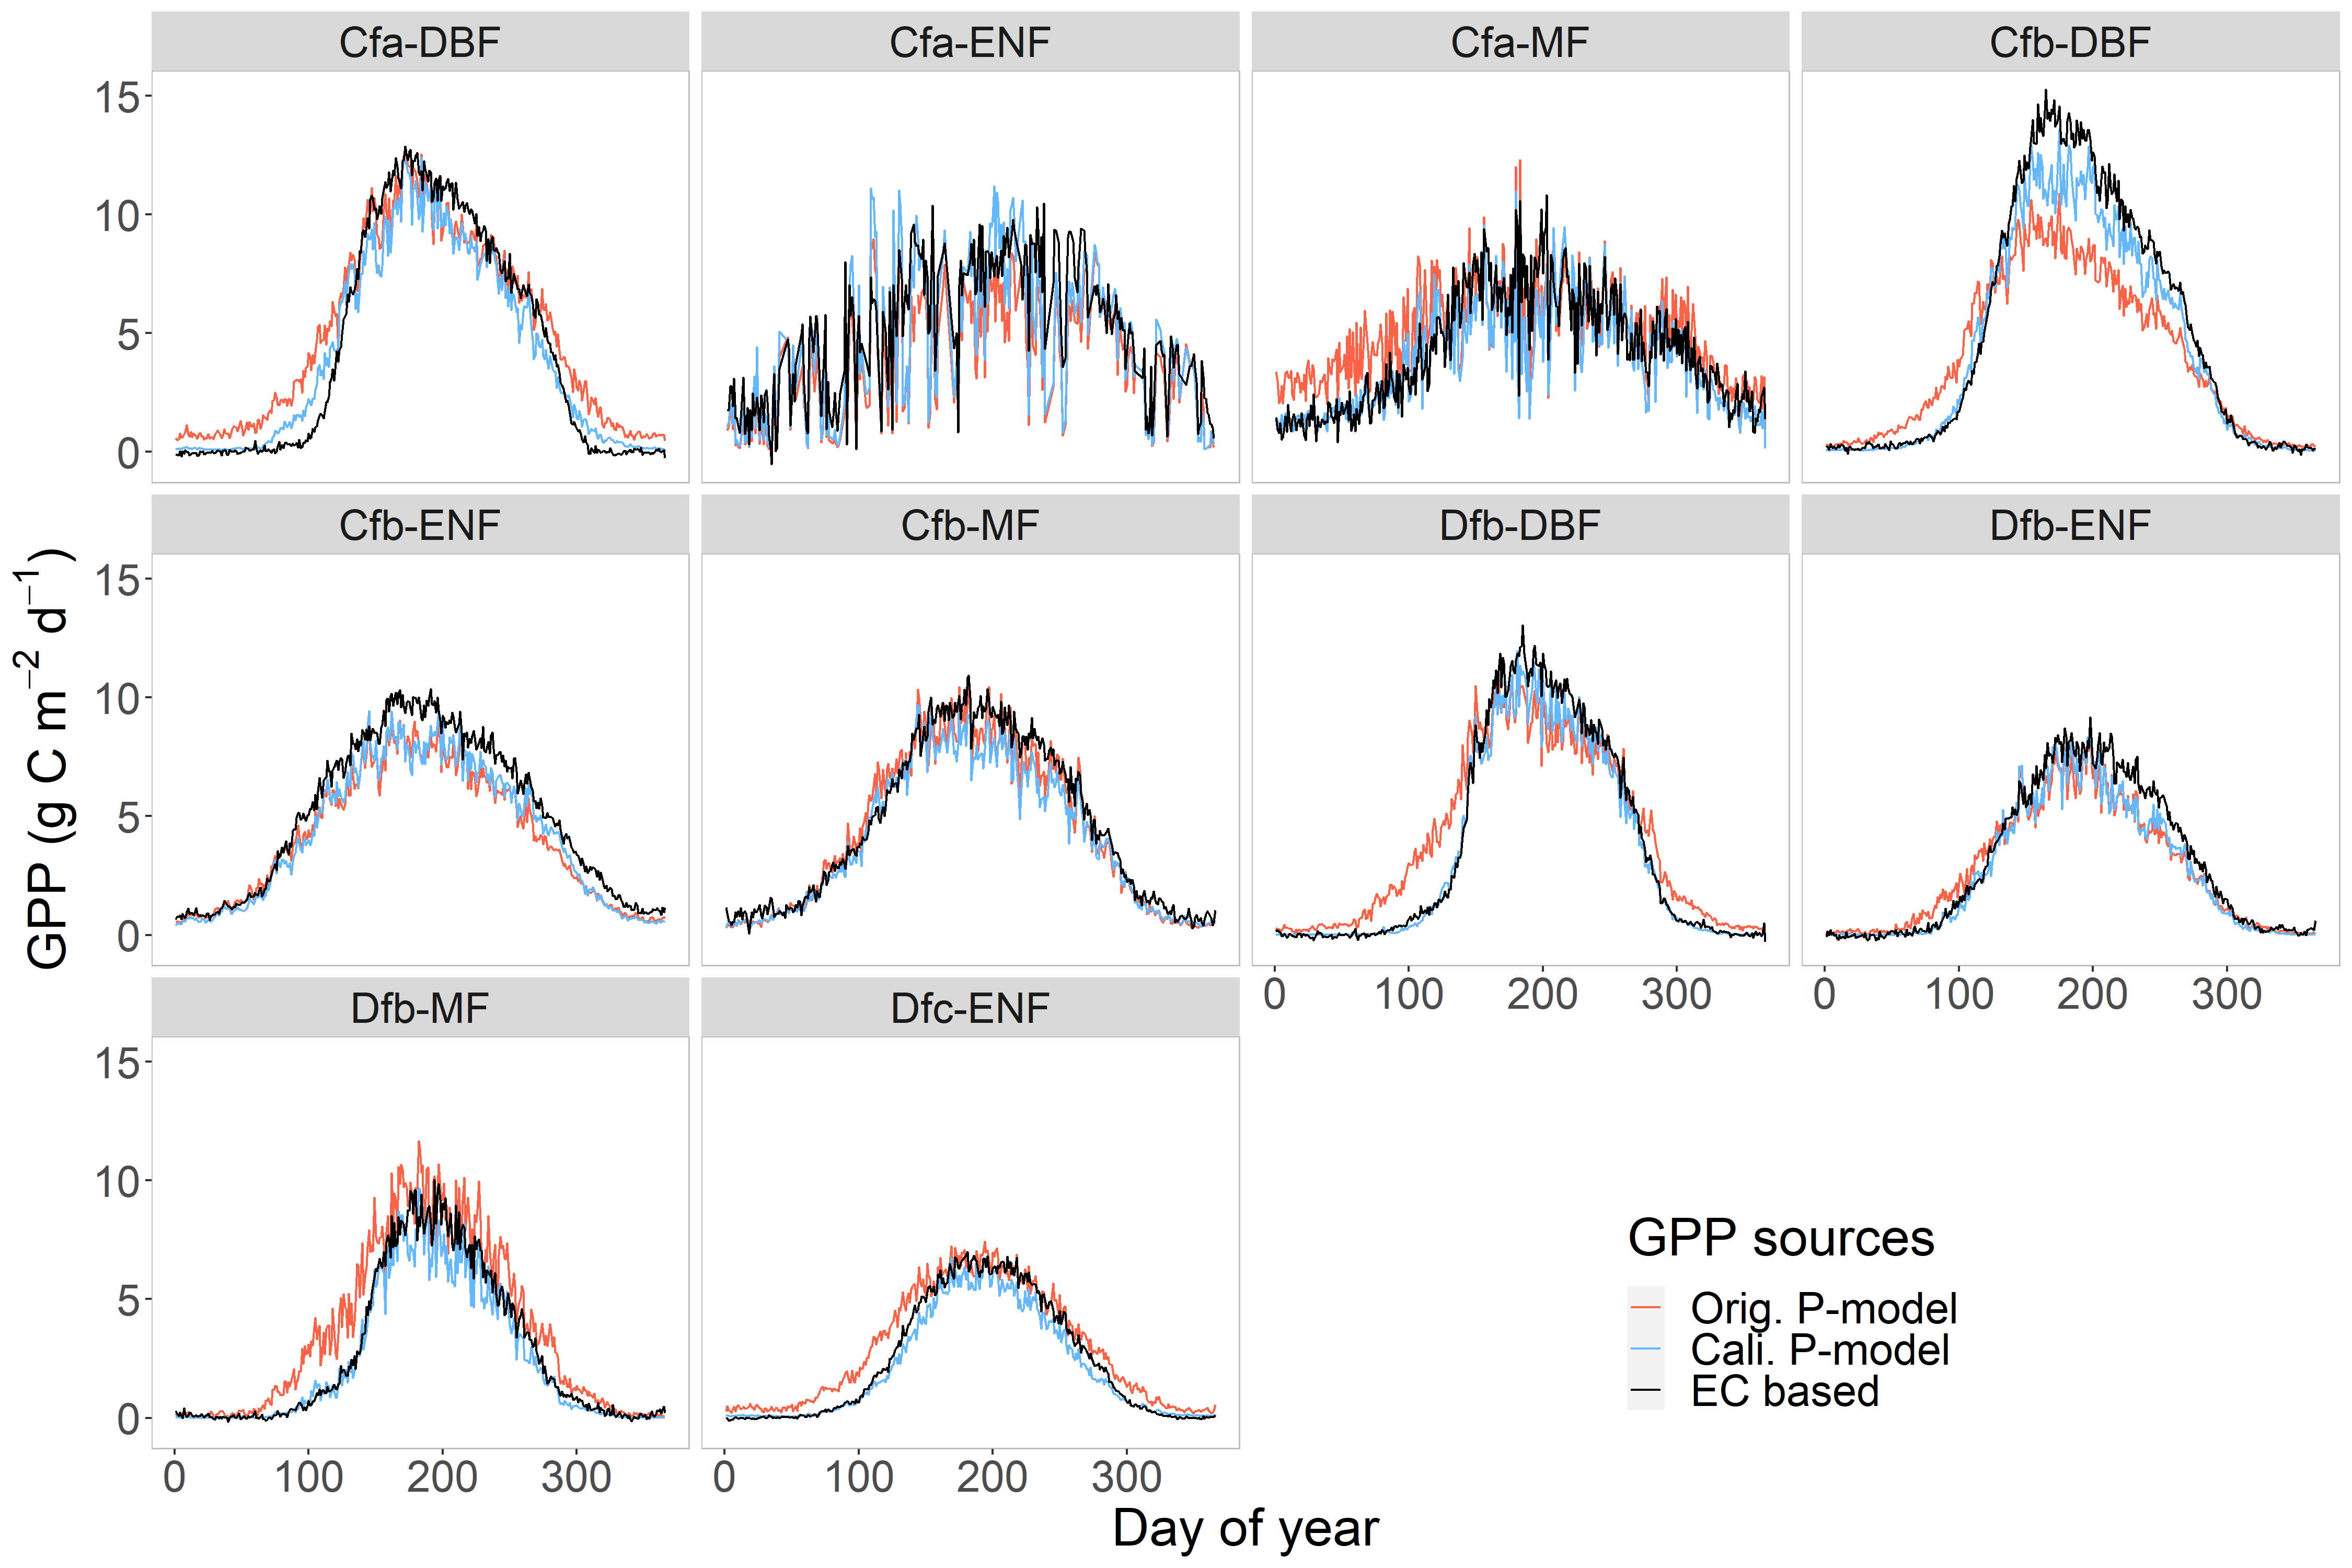 Cfa-DBF
Cfa-ENF
Cfa-MF
Cfb-DBF
15
10
5
0
Cfb-ENF
Cfb-MF
Dfb-DBF
Dfb-ENF
15
10
5
0
0 100 200 300
0 100 200 300
Dfb-MF
Dfc-ENF
15
10
5
0
0 100 200 300
0 100 200 300
GPP (g C m⁻² d⁻¹)
Day of year
GPP sources
Orig. P-model
Cali. P-model
EC based